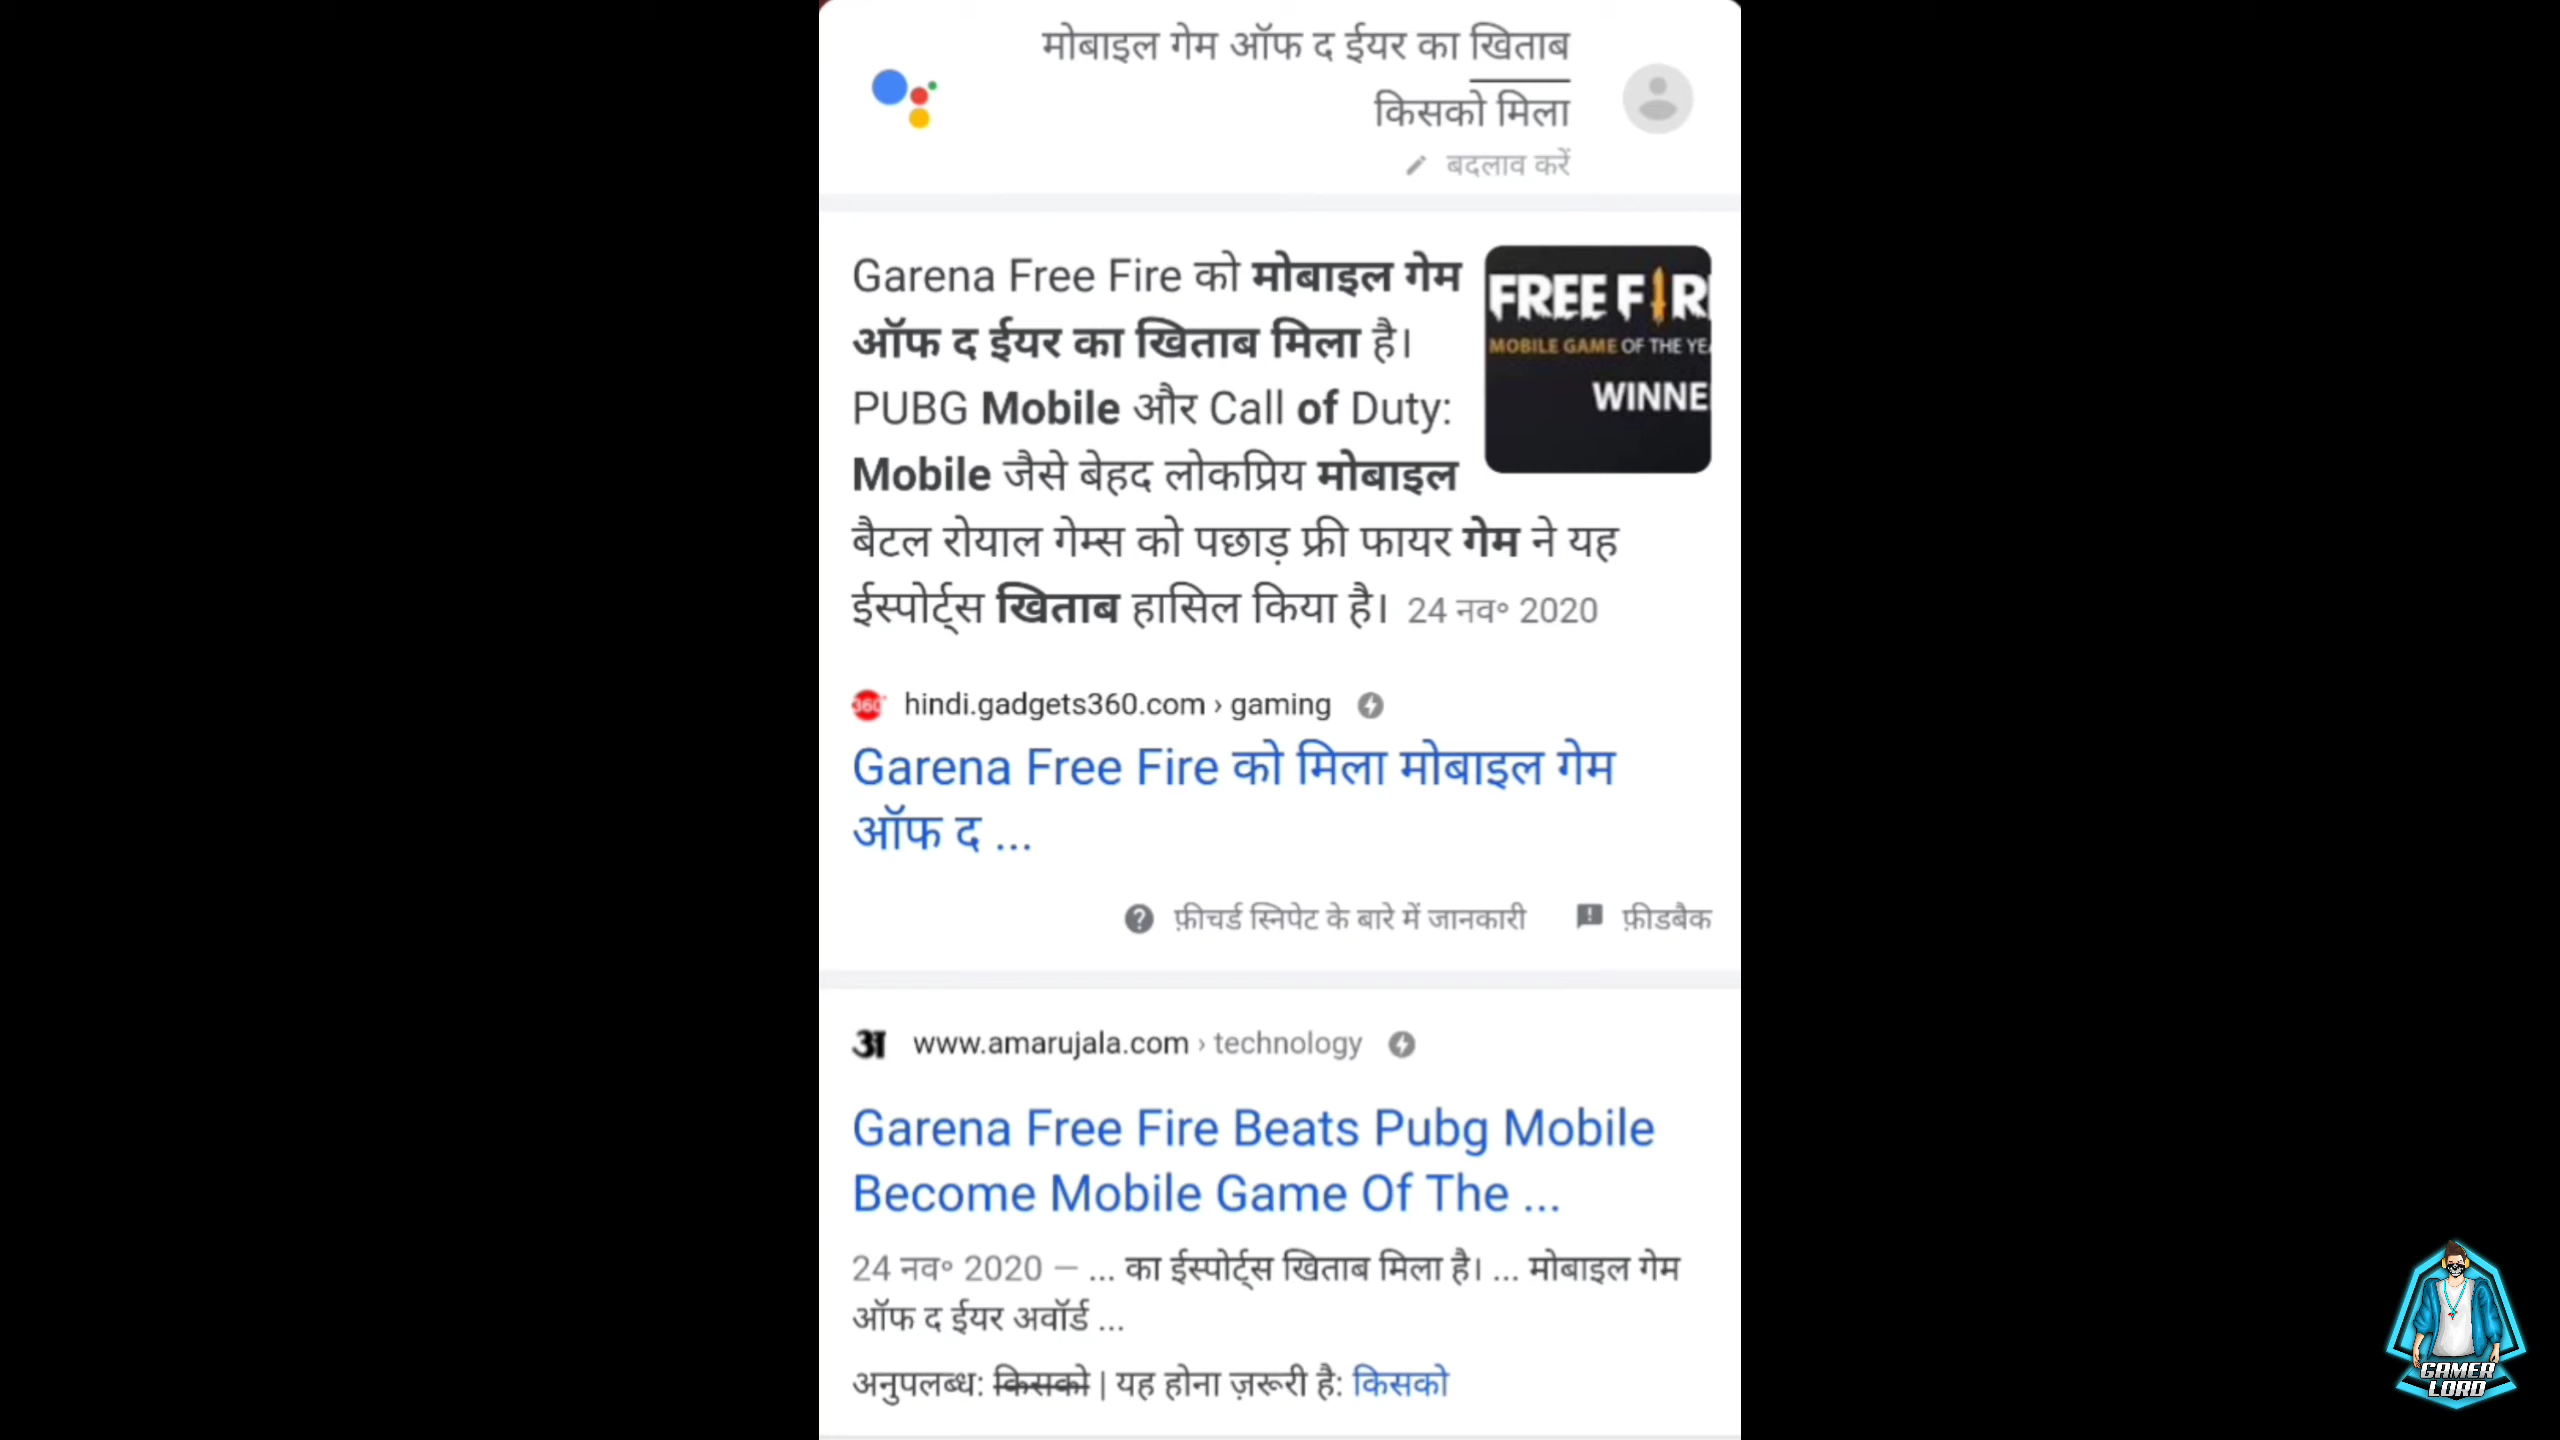 मोबाइल गेम ऑफ द ईयर का खिताब
किसको मिला
बदलाव करें
Garena Free Fire को मोबाइल गेम
ऑफ द ईयर का खिताब मिला है।
PUBG Mobile और Call of Duty:
Mobile जैसे बेहद लोकप्रिय मोबाइल
बैटल रोयाल गेम्स को पछाड़ फ्री फायर गेम ने यह
ईस्पोर्ट्स खिताब हासिल किया है। 24 नव॰ 2020
FREE FIR
MOBILE GAME OF THE YEA
WINNE
360
hindi.gadgets360.com › gaming
Garena Free Fire को मिला मोबाइल गेम
ऑफ द ...
फ़ीचर्ड स्निपेट के बारे में जानकारी
फ़ीडबैक
अ www.amarujala.com › technology
Garena Free Fire Beats Pubg Mobile
Become Mobile Game Of The ...
24 नव॰ 2020 — ... का ईस्पोर्ट्स खिताब मिला है। ... मोबाइल गेम
ऑफ द ईयर अवॉर्ड ...
अनुपलब्ध: किसको | यह होना ज़रूरी है: किसको
GAMER
LORD